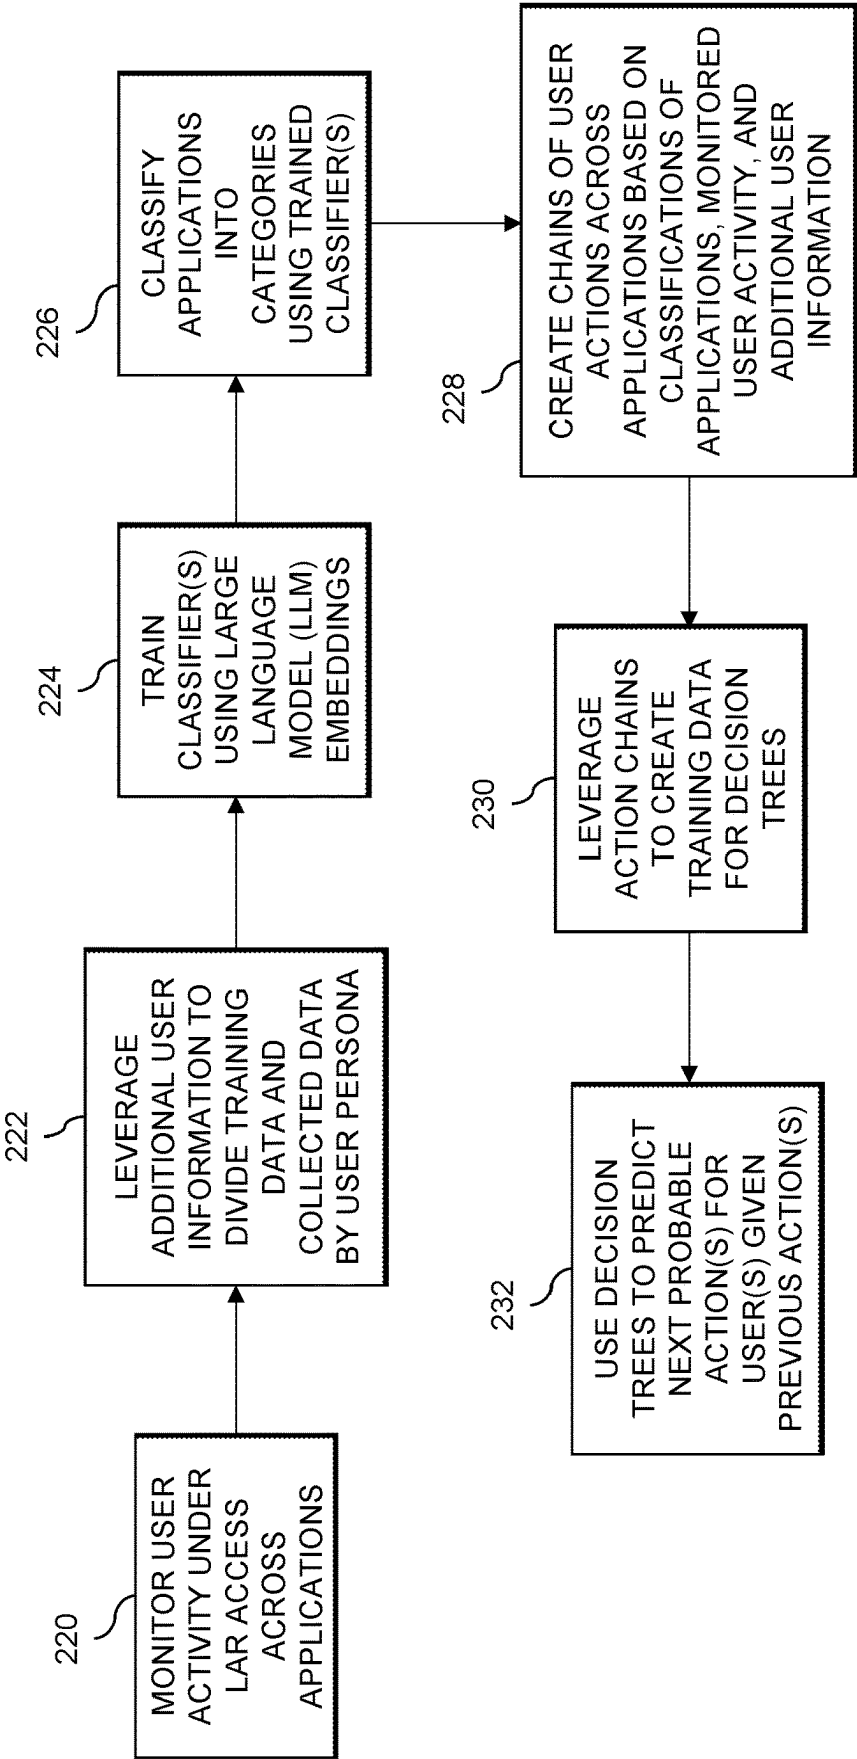 220
MONITOR USER
ACTIVITY UNDER
LAR ACCESS
ACROSS
APPLICATIONS
222
LEVERAGE
ADDITIONAL USER
INFORMATION TO
DIVIDE TRAINING
DATA AND
COLLECTED DATA
BY USER PERSONA
224
TRAIN
CLASSIFIER(S)
USING LARGE
LANGUAGE
MODEL (LLM)
EMBEDDINGS
226
CLASSIFY
APPLICATIONS
INTO
CATEGORIES
USING TRAINED
CLASSIFIER(S)
228
CREATE CHAINS OF USER
ACTIONS ACROSS
APPLICATIONS BASED ON
CLASSIFICATIONS OF
APPLICATIONS, MONITORED
USER ACTIVITY, AND
ADDITIONAL USER
INFORMATION
230
LEVERAGE
ACTION CHAINS
TO CREATE
TRAINING DATA
FOR DECISION
TREES
232
USE DECISION
TREES TO PREDICT
NEXT PROBABLE
ACTION(S) FOR
USER(S) GIVEN
PREVIOUS ACTION(S)